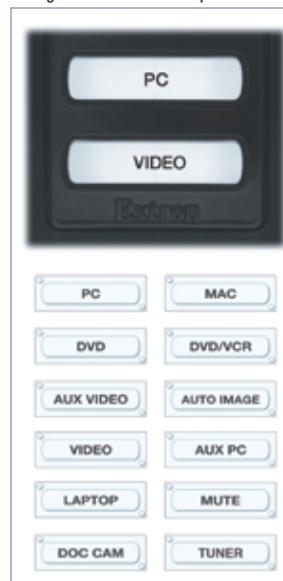 PC
VIDEO
Extron
PC MAC
DVD DVD/VCR
AUX VIDEO AUTO IMAGE
VIDEO AUX PC
LAPTOP MUTE
DOC CAM TUNER